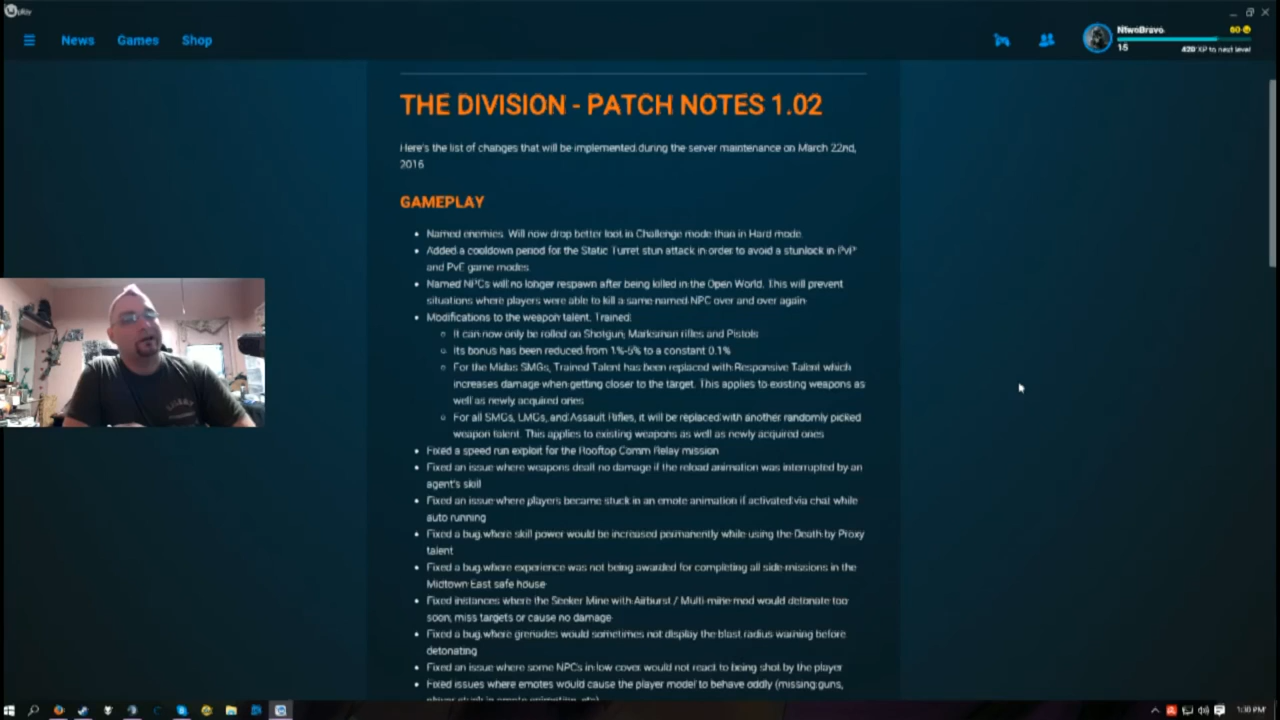 uplay
News Games Shop
NtwoBravo
60
15
420 XP to next level
THE DIVISION - PATCH NOTES 1.02
Here's the list of changes that will be implemented during the server maintenance on March 22nd,
2016
GAMEPLAY
Named enemies. Will now drop better loot in Challenge mode than in Hard mode.
Added a cooldown period for the Static Turret stun attack in order to avoid a stunlock in PvP
and PvE game modes.
Named NPCs will no longer respawn after being killed in the Open World. This will prevent
situations where players were able to kill a same named NPC over and over again
Modifications to the weapon talent, Trained:
It can now only be rolled on Shotgun, Marksman rifles and Pistols
Its bonus has been reduced from 1%-5% to a constant 0.1%
For the Midas SMGs, Trained Talent has been replaced with Responsive Talent which
increases damage when getting closer to the target. This applies to existing weapons as
well as newly acquired ones
For all SMGs, LMGs, and Assault Rifles, it will be replaced with another randomly picked
weapon talent. This applies to existing weapons as well as newly acquired ones
Fixed a speed run exploit for the Rooftop Comm Relay mission
Fixed an issue where weapons dealt no damage if the reload animation was interrupted by an
agent's skill
Fixed an issue where players became stuck in an emote animation if activated via chat while
auto running
Fixed a bug where skill power would be increased permanently while using the Death by Proxy
talent
Fixed a bug where experience was not being awarded for completing all side missions in the
Midtown East safe house
Fixed instances where the Seeker Mine with Airburst / Multi-mine mod would detonate too
soon, miss targets or cause no damage
Fixed a bug where grenades would sometimes not display the blast radius warning before
detonating
Fixed an issue where some NPCs in low cover would not react to being shot by the player
Fixed issues where emotes would cause the player model to behave oddly (missing guns,
player stuck in emote animation, etc)
1:30 PM